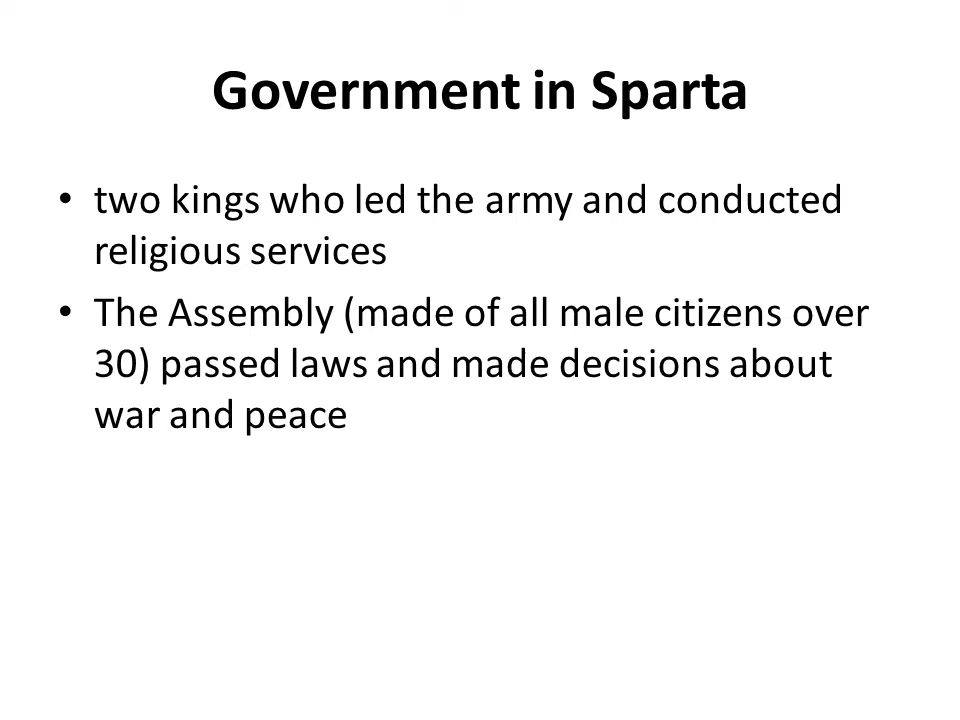 Government in Sparta
• two kings who led the army and conducted
religious services
• The Assembly (made of all male citizens over
30) passed laws and made decisions about
war and peace